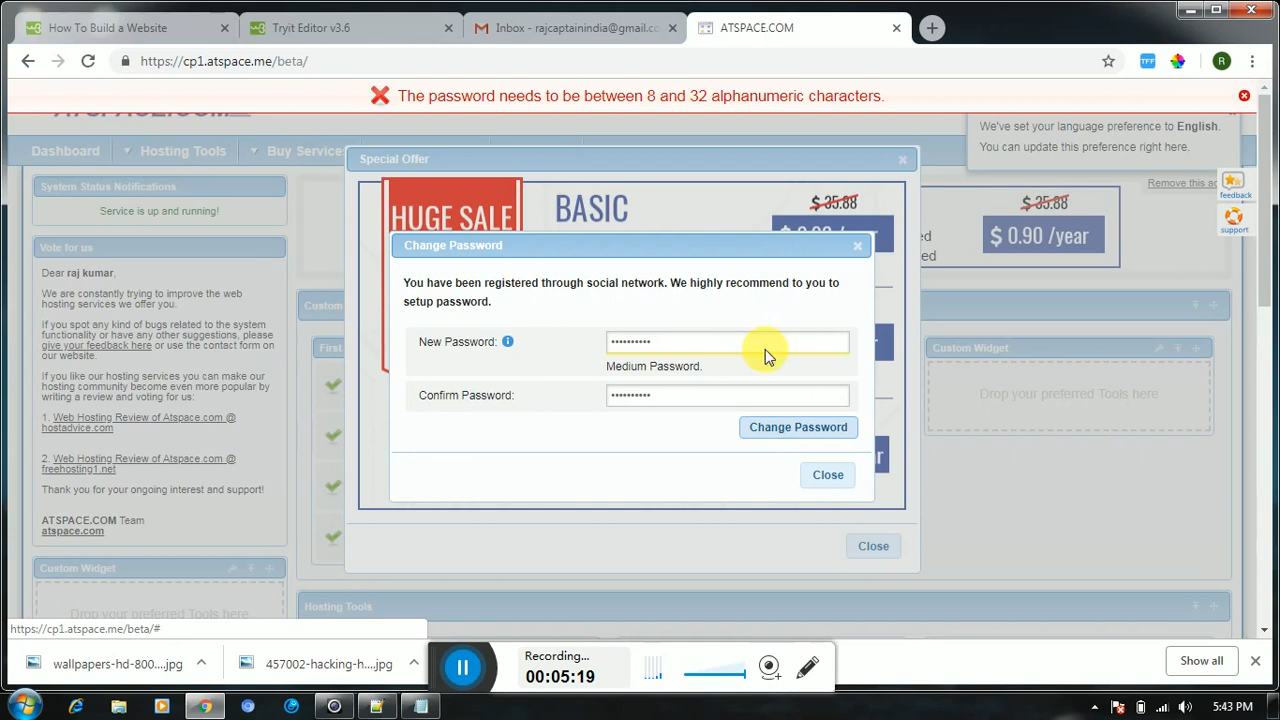 How To Build a Website
Tryit Editor v3.6
Inbox - rajcaptainindia@gmail.cc
ATSPACE.COM
https://cp1.atspace.me/beta/
TFF
R
The password needs to be between 8 and 32 alphanumeric characters.
ATSPACE.COM
We've set your language preference to English.
You can update this preference right here.
Dashboard
Hosting Tools
Buy Services
Special Offer
System Status Notifications
Service is up and running!
Remove this ad
feedback
support
HUGE SALE
BASIC
$ 35.88
$ 35.88
$ 0.90 /year
Change Password
Vote for us
Dear raj kumar,
We are constantly trying to improve the web
hosting services we offer you.
If you spot any kind of bugs related to the system
functionality or have any other suggestions, please
give your feedback here or use the contact form on
our website.
If you like our hosting services you can make our
hosting community become even more popular by
writing a review and voting for us:
1. Web Hosting Review of Atspace.com @
hostadvice.com
2. Web Hosting Review of Atspace.com @
freehosting1.net
Thank you for your ongoing interest and support!
ATSPACE.COM Team
atspace.com
You have been registered through social network. We highly recommend to you to
setup password.
New Password:
Medium Password.
Confirm Password:
Change Password
Close
Close
Custom
First
Custom Widget
Drop your preferred Tools here
Custom Widget
Drop your preferred Tools here
Hosting Tools
https://cp1.atspace.me/beta/#
wallpapers-hd-800....jpg
457002-hacking-h....jpg
Recording...
00:05:19
Show all
5:43 PM